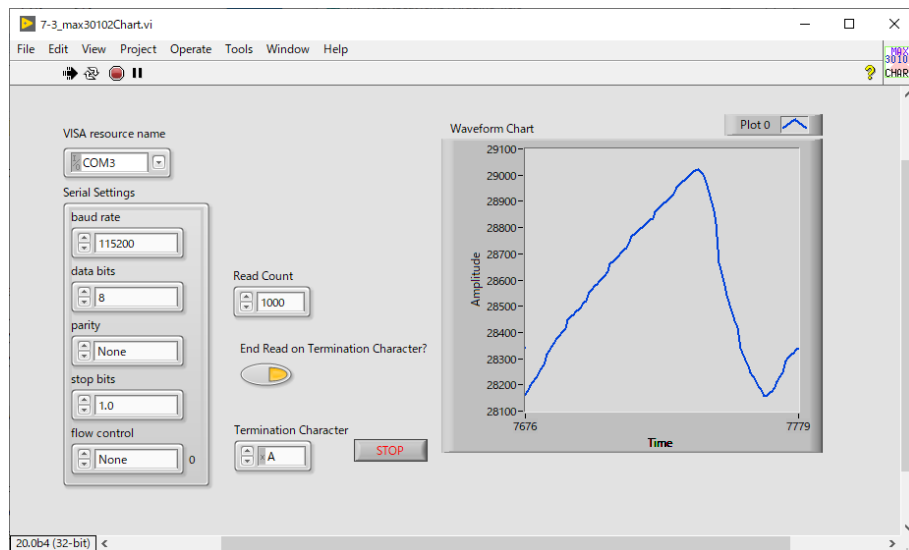 7-3_max30102Chart.vi
File Edit View Project Operate Tools Window Help
MAX
3010
CHAR
VISA resource name
COM3
Serial Settings
baud rate
115200
data bits
8
parity
None
stop bits
1.0
flow control
None 0
Read Count
1000
End Read on Termination Character?
Termination Character
x A
STOP
Waveform Chart
Plot 0
29100
29000
28900
28800
28700
28600
28500
28400
28300
28200
28100
Amplitude
7676 7779
Time
20.0b4 (32-bit)